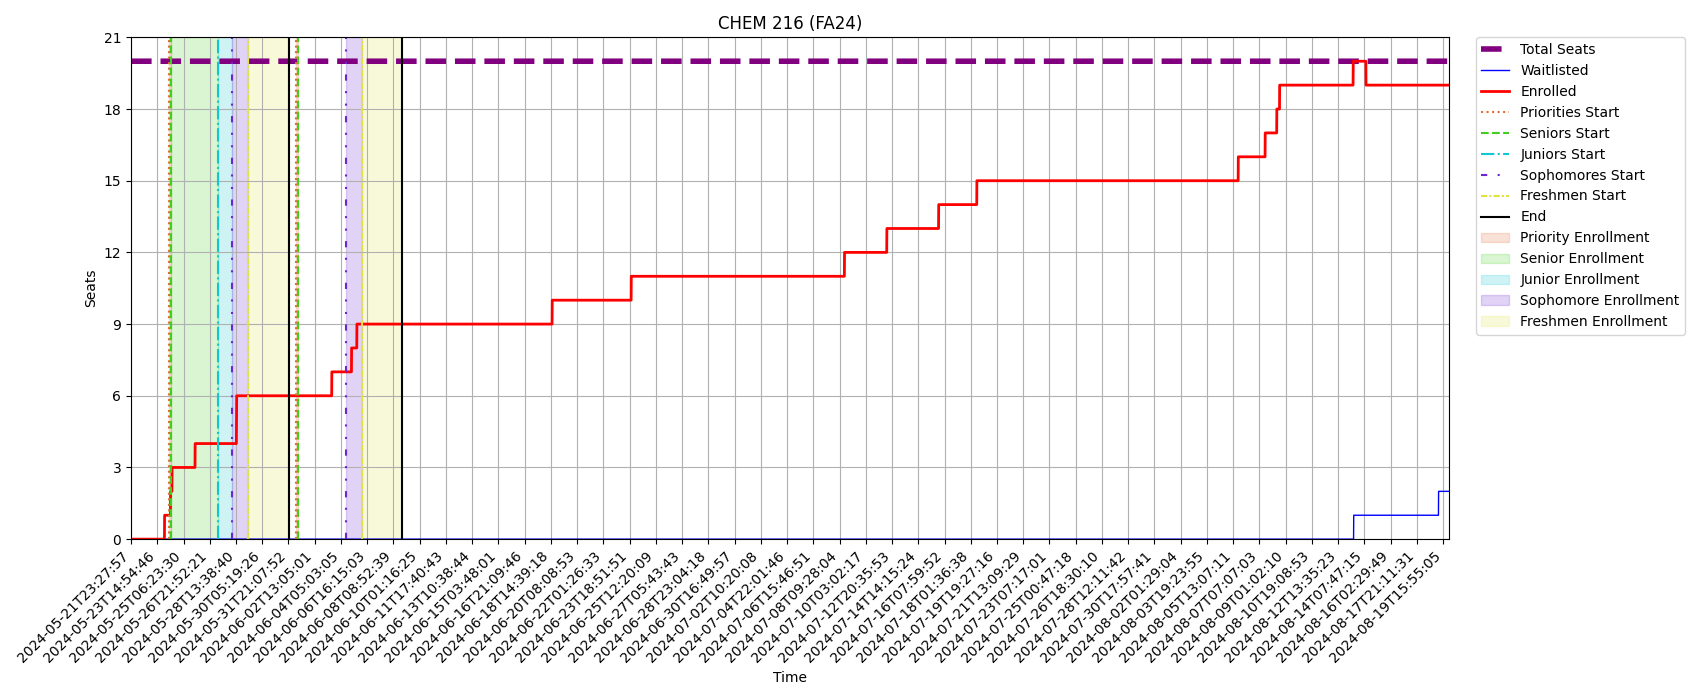 CHEM 216 (FA24)
Seats
21
18
15
12
9
6
3
0
2024-05-21T23:27:57
2024-05-23T14:54:46
2024-05-25T06:23:30
2024-05-26T21:52:21
2024-05-28T13:38:40
2024-05-30T05:19:26
2024-05-31T21:07:52
2024-06-02T13:05:01
2024-06-04T05:03:05
2024-06-06T16:15:03
2024-06-08T08:52:39
2024-06-10T01:16:25
2024-06-11T17:40:43
2024-06-13T10:38:44
2024-06-15T03:48:01
2024-06-16T21:09:46
2024-06-18T14:39:18
2024-06-20T08:08:53
2024-06-22T01:26:33
2024-06-23T18:51:51
2024-06-25T12:20:09
2024-06-27T05:43:43
2024-06-28T23:04:18
2024-06-30T16:49:57
2024-07-02T10:20:08
2024-07-04T22:01:46
2024-07-06T15:46:51
2024-07-08T09:28:04
2024-07-10T03:02:17
2024-07-12T20:35:53
2024-07-14T14:15:24
2024-07-16T07:59:52
2024-07-18T01:36:38
2024-07-19T19:27:16
2024-07-21T13:09:29
2024-07-23T07:17:01
2024-07-25T00:47:18
2024-07-26T18:30:10
2024-07-28T12:11:42
2024-07-30T17:57:41
2024-08-02T01:29:04
2024-08-03T19:23:55
2024-08-05T13:07:11
2024-08-07T07:07:03
2024-08-09T01:02:16
2024-08-10T19:08:53
2024-08-12T13:35:23
2024-08-14T07:47:15
2024-08-16T02:29:49
2024-08-17T21:11:31
2024-08-19T15:55:05
Time
Total Seats
Waitlisted
Enrolled
Priorities Start
Seniors Start
Juniors Start
Sophomores Start
Freshmen Start
End
Priority Enrollment
Senior Enrollment
Junior Enrollment
Sophomore Enrollment
Freshmen Enrollment